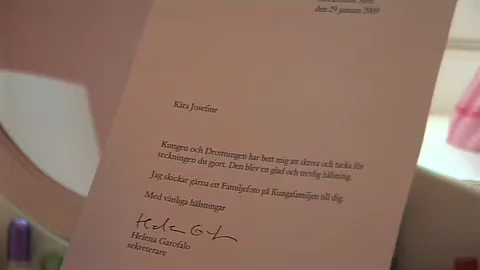 den 29 januari 2009
Kära Josefine
Kungen och Drottningen har bett mig att skriva och tacka för
teckningen du gjort. Den blev en glad och trevlig hälsning.
Jag skickar gärna ett Familjefoto på Kungafamiljen till dig.
Med vänliga hälsningar
Helena Garofalo
sekreterare